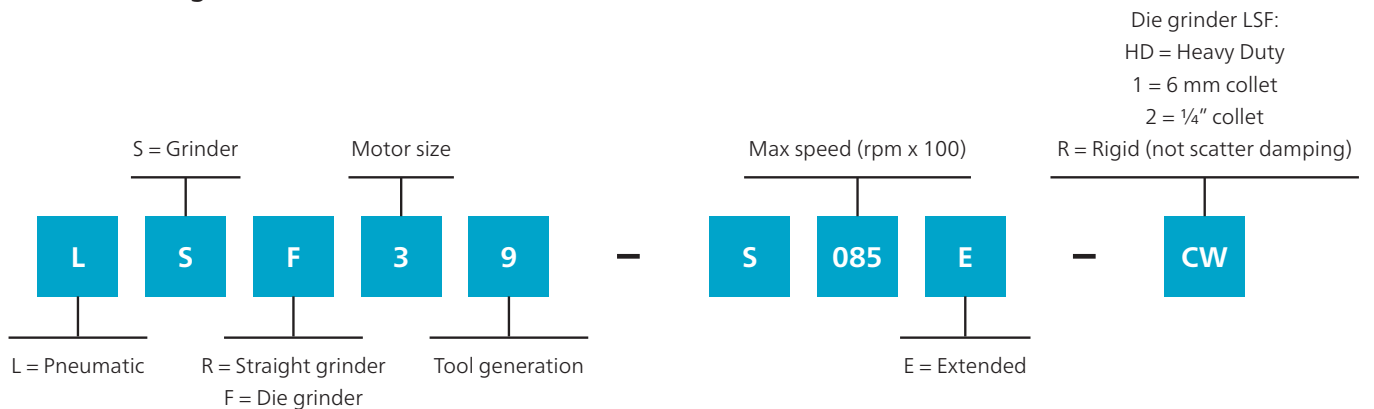 Die grinder LSF:
HD = Heavy Duty
1 = 6 mm collet
2 = ¼” collet
S = Grinder Motor size Max speed (rpm x 100) R = Rigid (not scatter damping)
L S F 3 9 – S 085 E – CW
L = Pneumatic R = Straight grinder Tool generation E = Extended
F = Die grinder